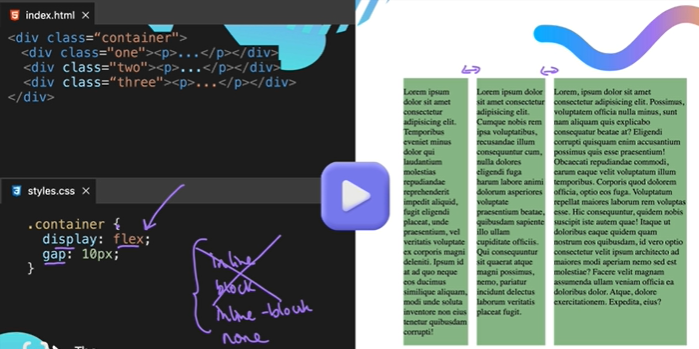 index.html ×
<div class="container">
<div class="one"><p>...</p></div>
<div class="two"><p>...</p></div>
<div class="three"><p>...</p></div>
</div>
styles.css ×
.container {
display: flex;
gap: 10px;
}
inline
block
inline-block
none
Lorem ipsum
dolor sit amet
consectetur
adipisicing elit.
Temporibus
eveniet minus
dolor qui
laudantium
molestias
repudiandae
reprehenderit
impedit aliquid,
fugit eligendi
placeat, unde
praesentium, vel
veritatis voluptate
ex corporis magni
deleniti. Ipsum id
at ad quo neque
eos ducimus
similique aliquam,
modi unde soluta
inventore non eius
tenetur quibusdam
corrupti!
Lorem ipsum dolor
sit amet consectetur
adipisicing elit.
Cumque nobis rem
ipsa voluptatibus,
recusandae illum
consequuntur cum,
nulla dolores
eligendi fuga
harum labore animi
dolorum asperiores
voluptate
praesentium beatae,
quibusdam sapiente
illo ullam
cupiditate officiis.
Qui consequuntur
sit quaerat atque
magni possimus,
nemo, pariatur
incidunt delectus
laborum veritatis
placeat fugit.
Lorem, ipsum dolor sit amet
consectetur adipisicing elit. Possimus,
voluptatem officia nulla minus, sunt
nam aliquam quis explicabo
consequatur beatae at? Eligendi
corrupti quisquam enim accusantium
possimus quis esse praesentium!
Obcaecati repudiandae commodi,
earum eaque velit voluptatum illum
temporibus. Corporis quod dolorem
officia, optio eos fuga. Voluptatum
repellat maiores laborum rem voluptas
esse. Hic consequuntur, quidem nobis
suscipit iste autem quae! Itaque ut
doloribus eaque quidem quam
nostrum eos quibusdam, id vero optio
consectetur velit ipsum architecto ad
maiores modi aperiam nemo sed est
molestiae? Facere velit magnam
assumenda ullam veniam officia ea
doloribus dolor. Atque, dolore
exercitationem. Expedita, eius?